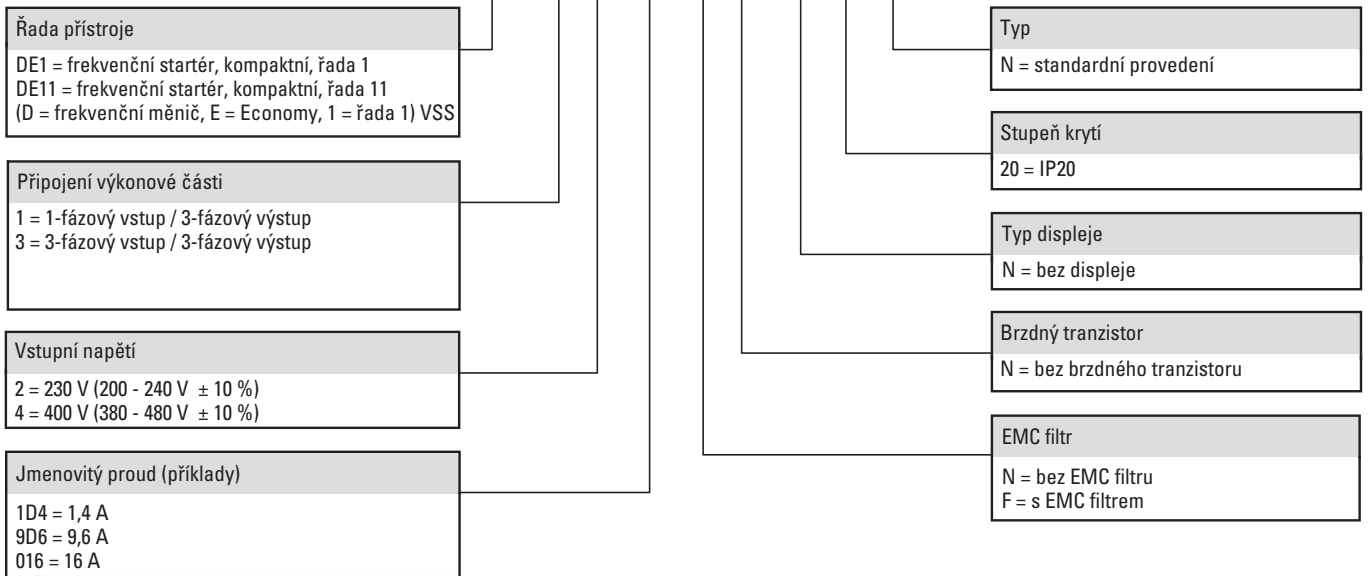 Řada přístroje
DE1 = frekvenční startér, kompaktní, řada 1
DE11 = frekvenční startér, kompaktní, řada 11
(D = frekvenční měnič, E = Economy, 1 = řada 1) VSS
Připojení výkonové části
1 = 1-fázový vstup / 3-fázový výstup
3 = 3-fázový vstup / 3-fázový výstup
Vstupní napětí
2 = 230 V (200 - 240 V ± 10 %)
4 = 400 V (380 - 480 V ± 10 %)
Jmenovitý proud (příklady)
1D4 = 1,4 A
9D6 = 9,6 A
016 = 16 A
Typ
N = standardní provedení
Stupeň krytí
20 = IP20
Typ displeje
N = bez displeje
Brzdný tranzistor
N = bez brzdného tranzistoru
EMC filtr
N = bez EMC filtru
F = s EMC filtrem